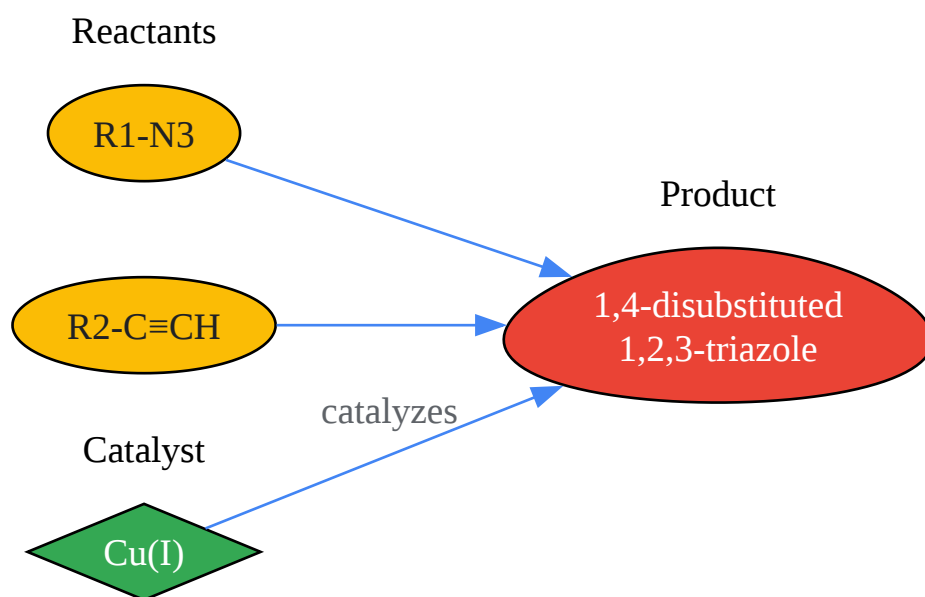 Reactants
R1-N3
Product
R2-C≡CH
1,4-disubstituted
1,2,3-triazole
catalyzes
Catalyst
Cu(I)